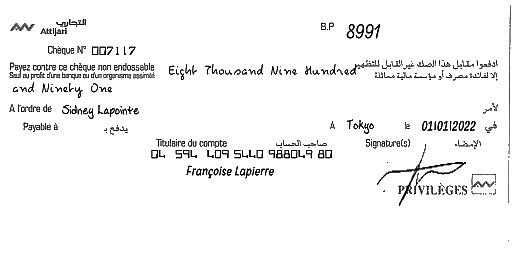 التجاري
Attijari
B.P 8991
Chèque N° 007117
Payez contre ce chèque non endossable
Eight Thousand Nine Hundred
ادفعوا مقابل هذا الصك غير القابل للتظهير
Sauf au profit d'une banque ou d'un organisme assimilé
إلا لفائدة مصرف أو مؤسسة مالية مماثلة
and Ninety One
A l'ordre de Sidney Lapointe
لأمر
Payable à
يدفع بـ
A Tokyo le 01/01/2022 في
Titulaire du compte صاحب الحساب
Signature(s) الإمضاء
04 594 409 5440 988049 80
Françoise Lapierre
PRIVILÈGES